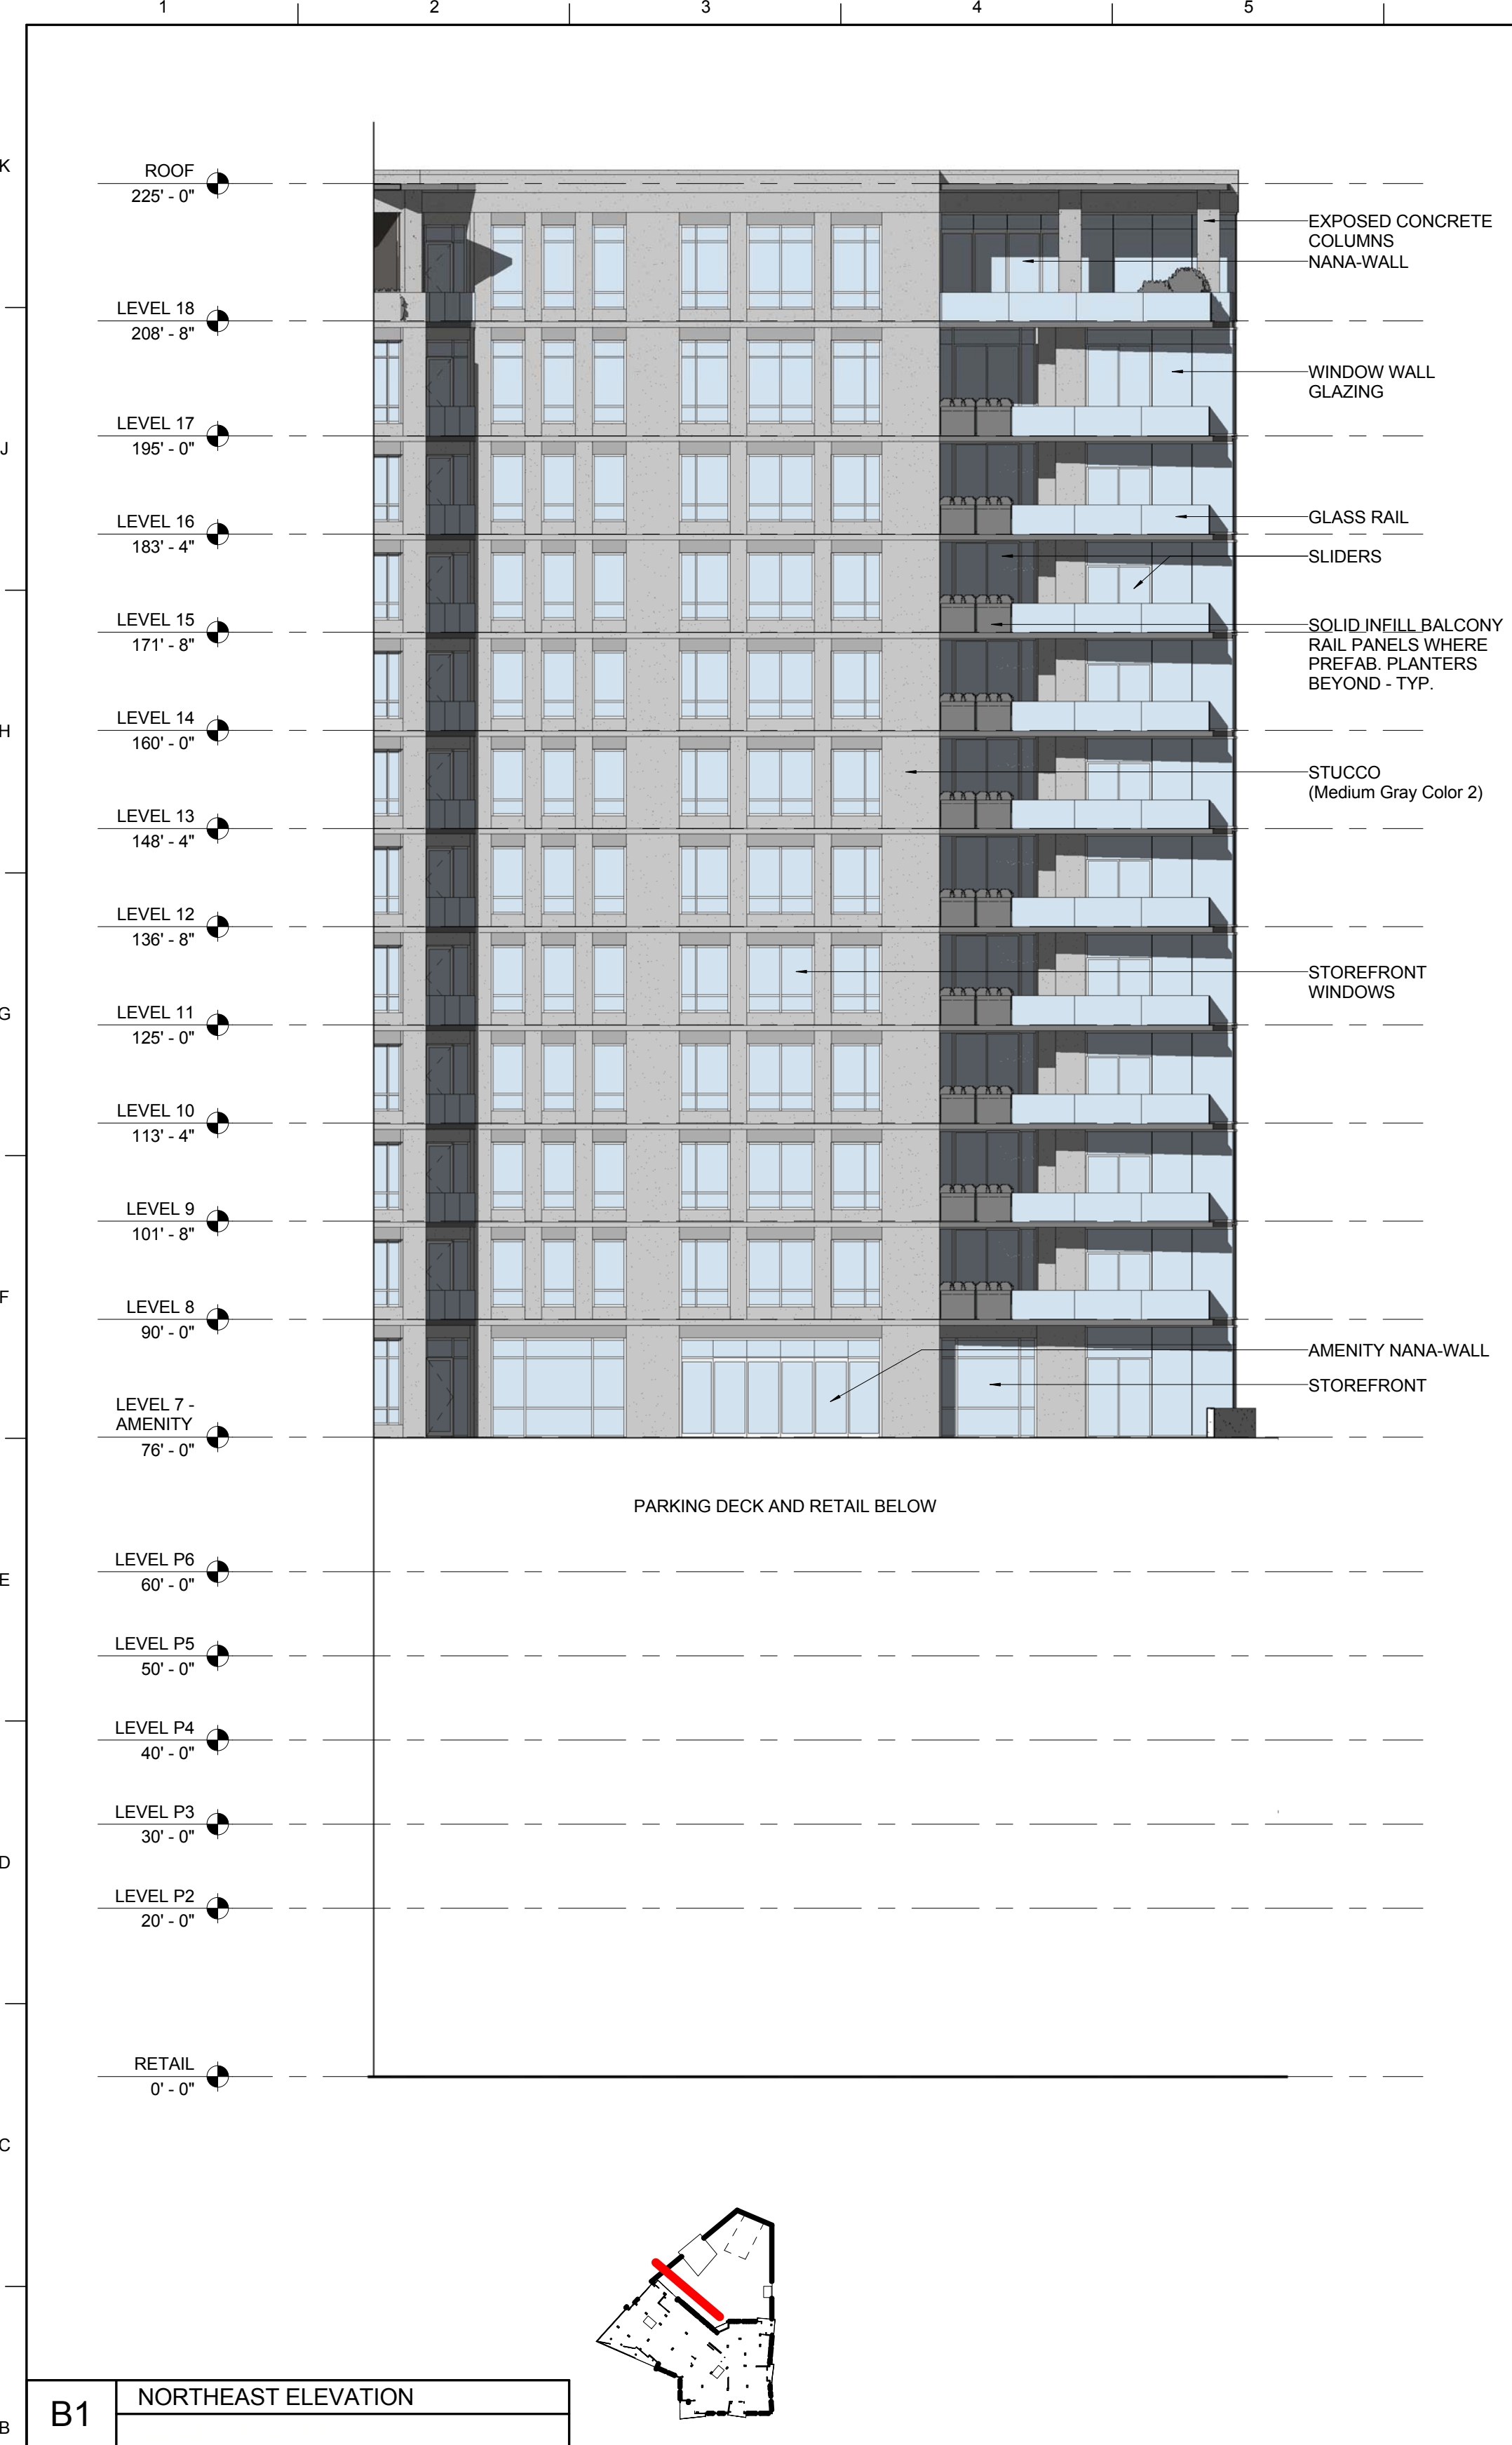 1 2 3 4 5
K
ROOF
225' - 0"
EXPOSED CONCRETE
COLUMNS
NANA-WALL
LEVEL 18
208' - 8"
WINDOW WALL
GLAZING
LEVEL 17
195' - 0"
J
LEVEL 16
183' - 4"
GLASS RAIL
SLIDERS
LEVEL 15
171' - 8"
SOLID INFILL BALCONY
RAIL PANELS WHERE
PREFAB. PLANTERS
BEYOND - TYP.
LEVEL 14
160' - 0"
H
STUCCO
(Medium Gray Color 2)
LEVEL 13
148' - 4"
LEVEL 12
136' - 8"
STOREFRONT
WINDOWS
G
LEVEL 11
125' - 0"
LEVEL 10
113' - 4"
LEVEL 9
101' - 8"
F
LEVEL 8
90' - 0"
AMENITY NANA-WALL
STOREFRONT
LEVEL 7 -
AMENITY
76' - 0"
PARKING DECK AND RETAIL BELOW
LEVEL P6
60' - 0"
E
LEVEL P5
50' - 0"
LEVEL P4
40' - 0"
LEVEL P3
30' - 0"
D
LEVEL P2
20' - 0"
RETAIL
0' - 0"
C
B1
NORTHEAST ELEVATION
B